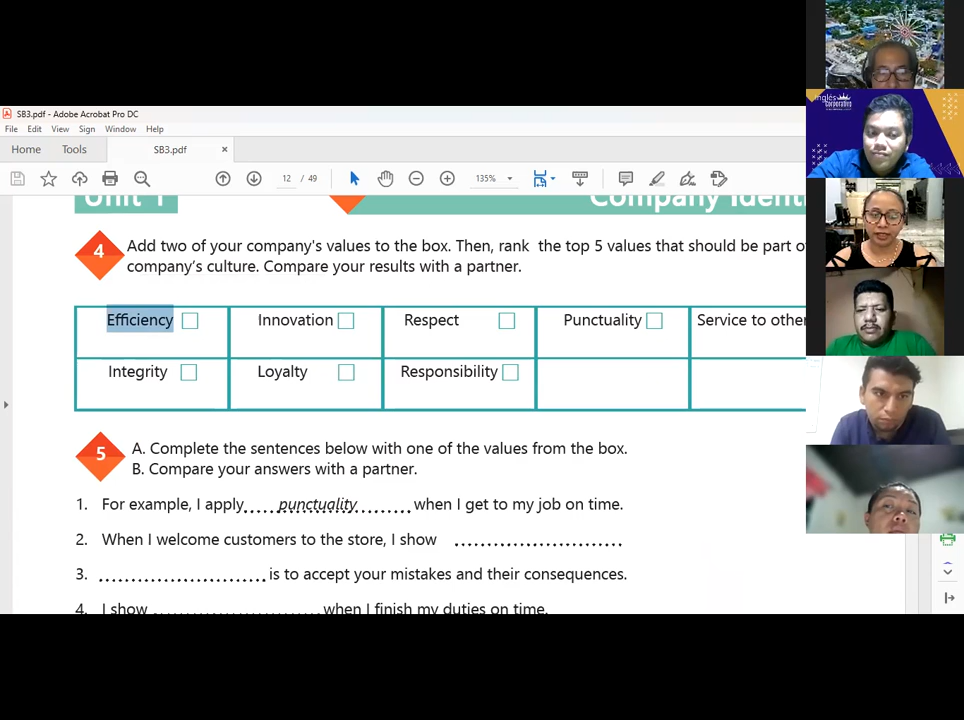 SB3.pdf - Adobe Acrobat Pro DC
File Edit View Sign Window Help
Home Tools SB3.pdf ×
12 / 49 135%
Unit 1 Company Identi
4 Add two of your company's values to the box. Then, rank the top 5 values that should be part o
company's culture. Compare your results with a partner.
Efficiency Innovation Respect Punctuality Service to other
Integrity Loyalty Responsibility
5 A. Complete the sentences below with one of the values from the box.
B. Compare your answers with a partner.
1. For example, I apply.....punctuality.........when I get to my job on time.
2. When I welcome customers to the store, I show ............................
3. ............................is to accept your mistakes and their consequences.
4. I show ............................when I finish my duties on time.
inglés
corporativo